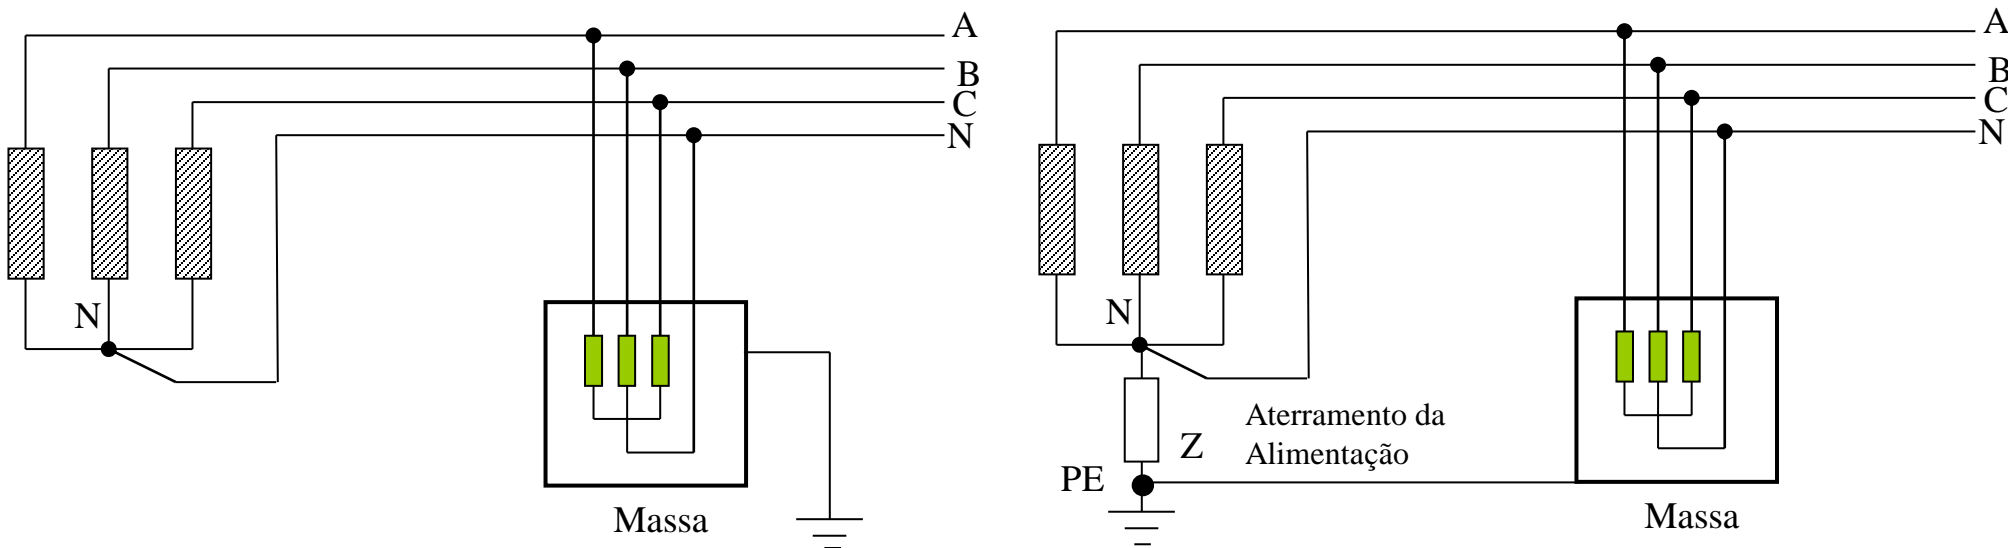 A
B
C
N
N
Massa
A
B
C
N
N
Aterramento da
Alimentação
Z
PE
Massa